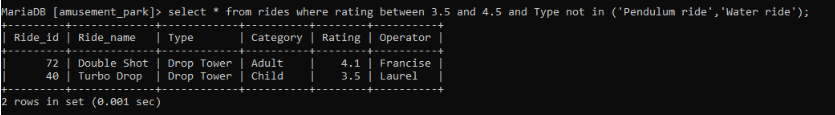 MariaDB [amusement_park]> select * from rides where rating between 3.5 and 4.5 and Type not in ('Pendulum ride','Water ride');
+---------+-------------+------------+----------+--------+----------+
| Ride_id | Ride_name   | Type       | Category | Rating | Operator |
+---------+-------------+------------+----------+--------+----------+
|      72 | Double Shot | Drop Tower | Adult    |    4.1 | Francise |
|      40 | Turbo Drop  | Drop Tower | Child    |    3.5 | Laurel   |
+---------+-------------+------------+----------+--------+----------+
2 rows in set (0.001 sec)